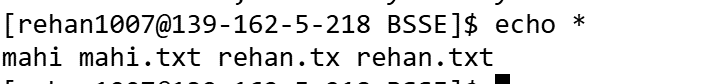 [rehan1007@139-162-5-218 BSSE]$ echo *
mahi mahi.txt rehan.tx rehan.txt